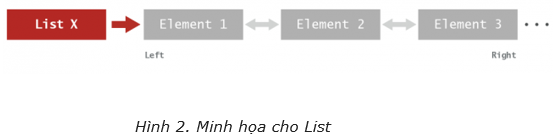 List X Element 1 Element 2 Element 3 ...
Left Right
Hình 2. Minh họa cho List